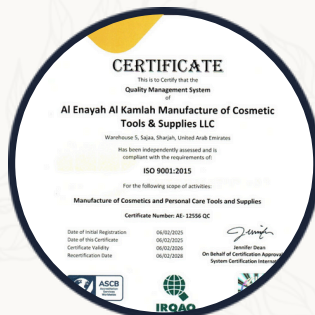 CERTIFICATE
This is to Certify that the
Quality Management System
of
Al Enayah Al Kamlah Manufacture of Cosmetic
Tools & Supplies LLC
Warehouse 5, Sajaa, Sharjah, United Arab Emirates
Has been independently assessed and is
compliant with the requirements of:
ISO 9001:2015
For the following scope of activities:
Manufacture of Cosmetics and Personal Care Tools and Supplies
Certificate Number: AE- 12556 QC
Date of Initial Registration 06/02/2025
Date of this Certificate 06/02/2025
Certificate Validity 06/02/2026
Recertification Date 06/02/2028
Jennifer Dean
On Behalf of Certification Approva
System Certification Internat
ASCB
IRQAO